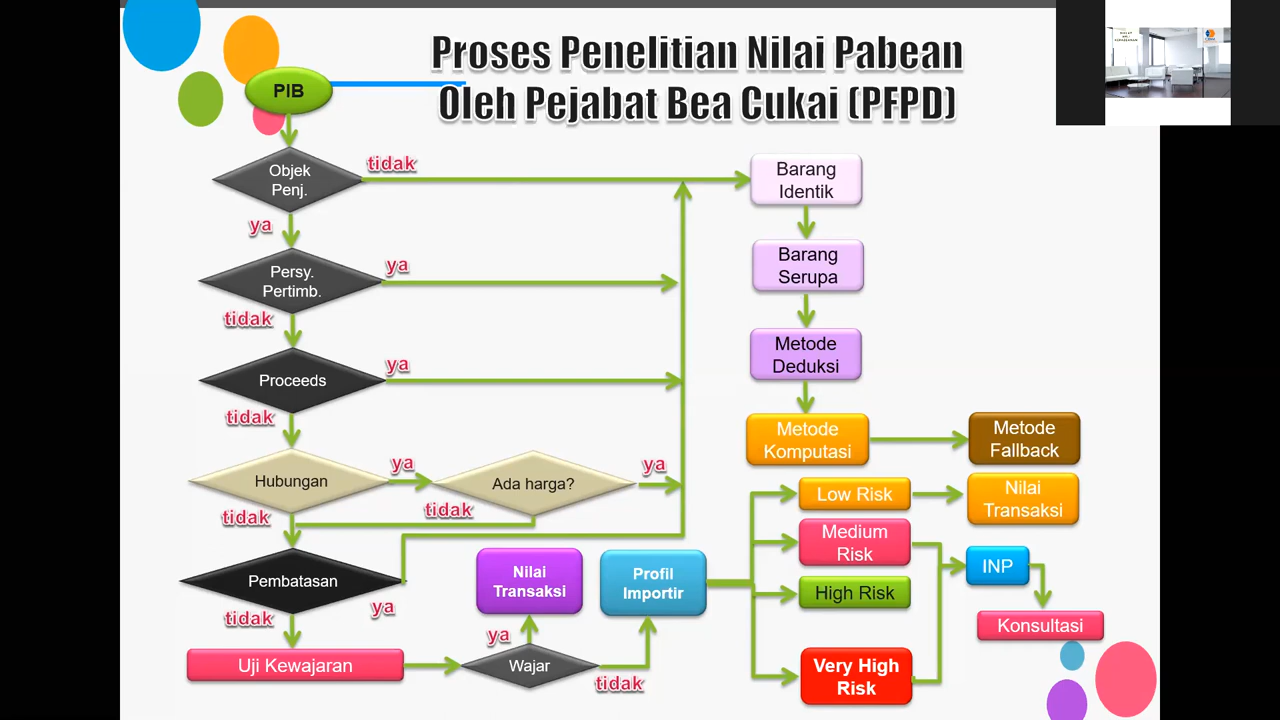 Proses Penelitian Nilai Pabean
Oleh Pejabat Bea Cukai (PFPD)
PIB
Objek
Penj.
tidak
ya
Persy.
Pertimb.
ya
tidak
Proceeds
ya
tidak
Hubungan
ya
tidak
Ada harga?
ya
tidak
Pembatasan
ya
tidak
Uji Kewajaran
Wajar
ya
tidak
Nilai
Transaksi
Profil
Importir
Barang
Identik
Barang
Serupa
Metode
Deduksi
Metode
Komputasi
Metode
Fallback
Low Risk
Nilai
Transaksi
Medium
Risk
High Risk
Very High
Risk
INP
Konsultasi